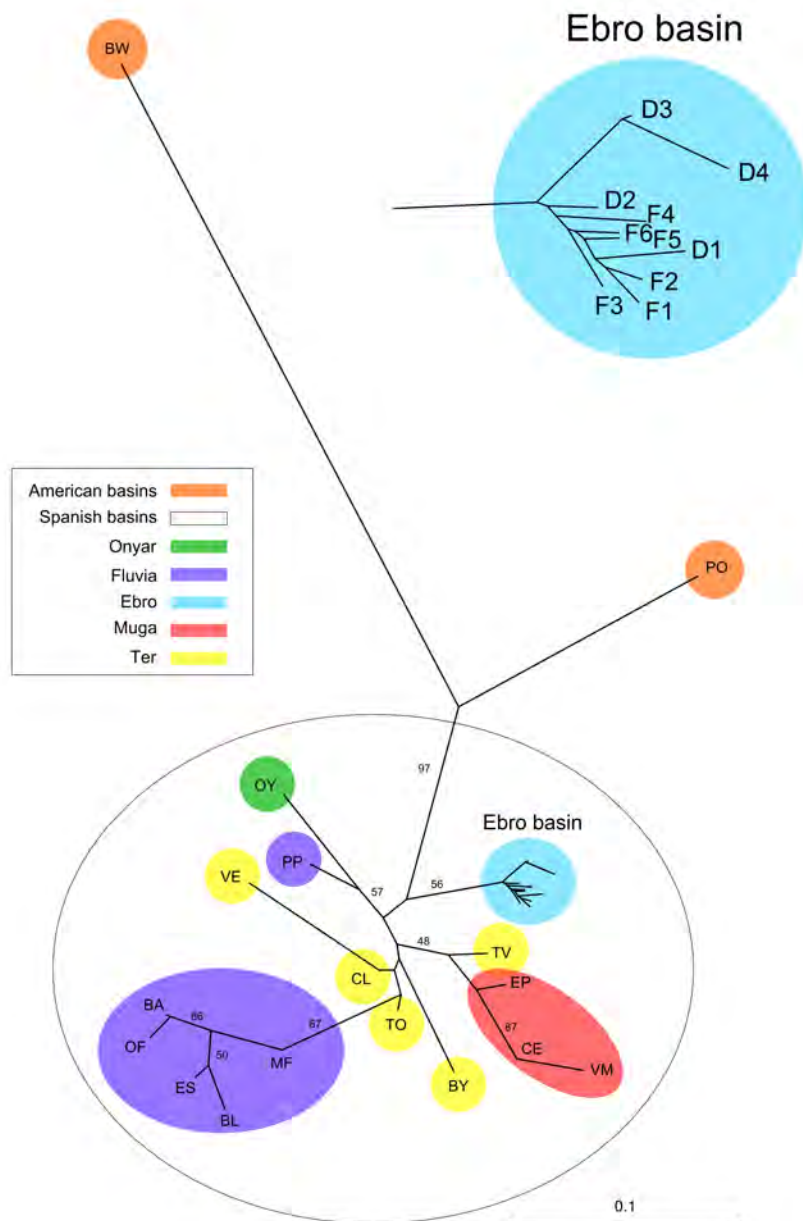 Ebro basin
BW
D3
D4
D2
F4
F6
F5
D1
F2
F3
F1
American basins
Spanish basins
Onyar
Fluvia
Ebro
Muga
Ter
PO
97
OY
Ebro basin
PP
VE
56
57
48
TV
CL
EP
BA
TO
87
86
67
OF
CE
50
MF
VM
ES
BY
BL
0.1